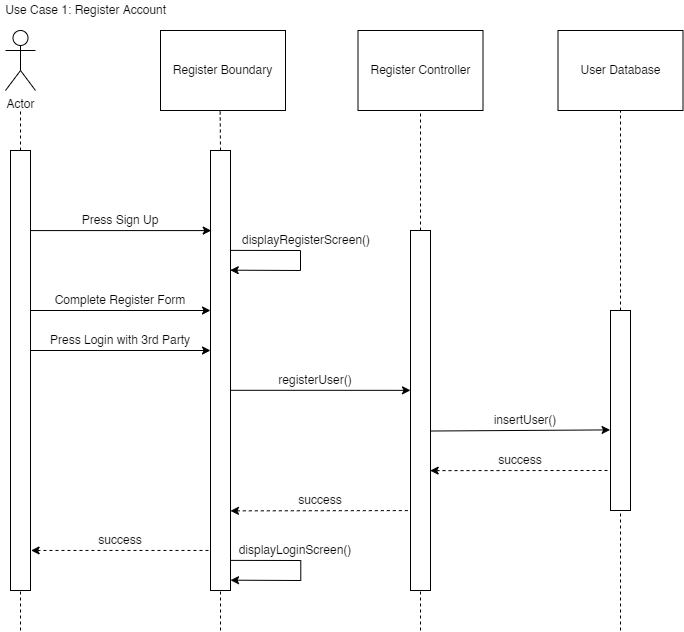 Use Case 1: Register Account
Actor
Register Boundary
Register Controller
User Database
Press Sign Up
displayRegisterScreen()
Complete Register Form
Press Login with 3rd Party
registerUser()
insertUser()
success
success
success
displayLoginScreen()